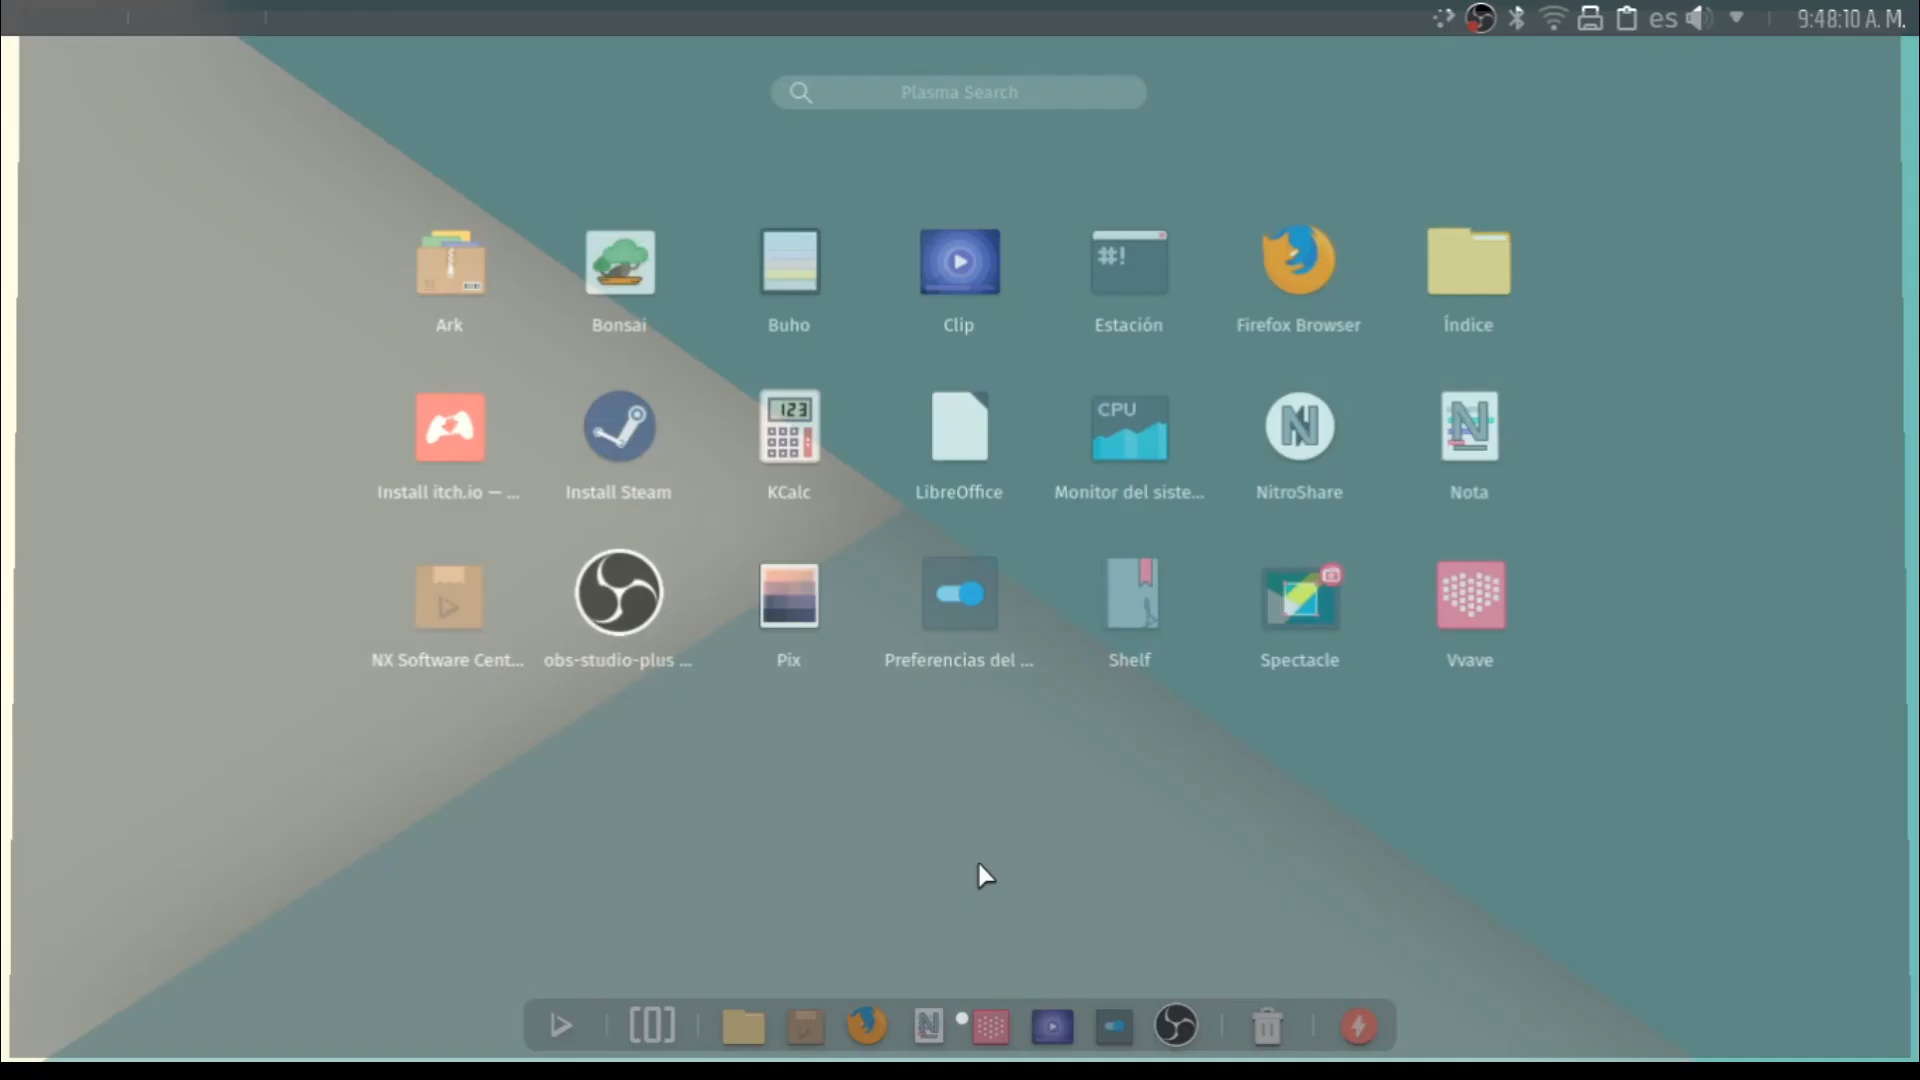 es 9:48:10 A. M.
Plasma Search
#!
Ark Bonsai Buho Clip Estación Firefox Browser Índice
123 CPU N N
Install itch.io — ... Install Steam KCalc LibreOffice Monitor del siste... NitroShare Nota
NX Software Cent... obs-studio-plus ... Pix Preferencias del ... Shelf Spectacle Vvave
N